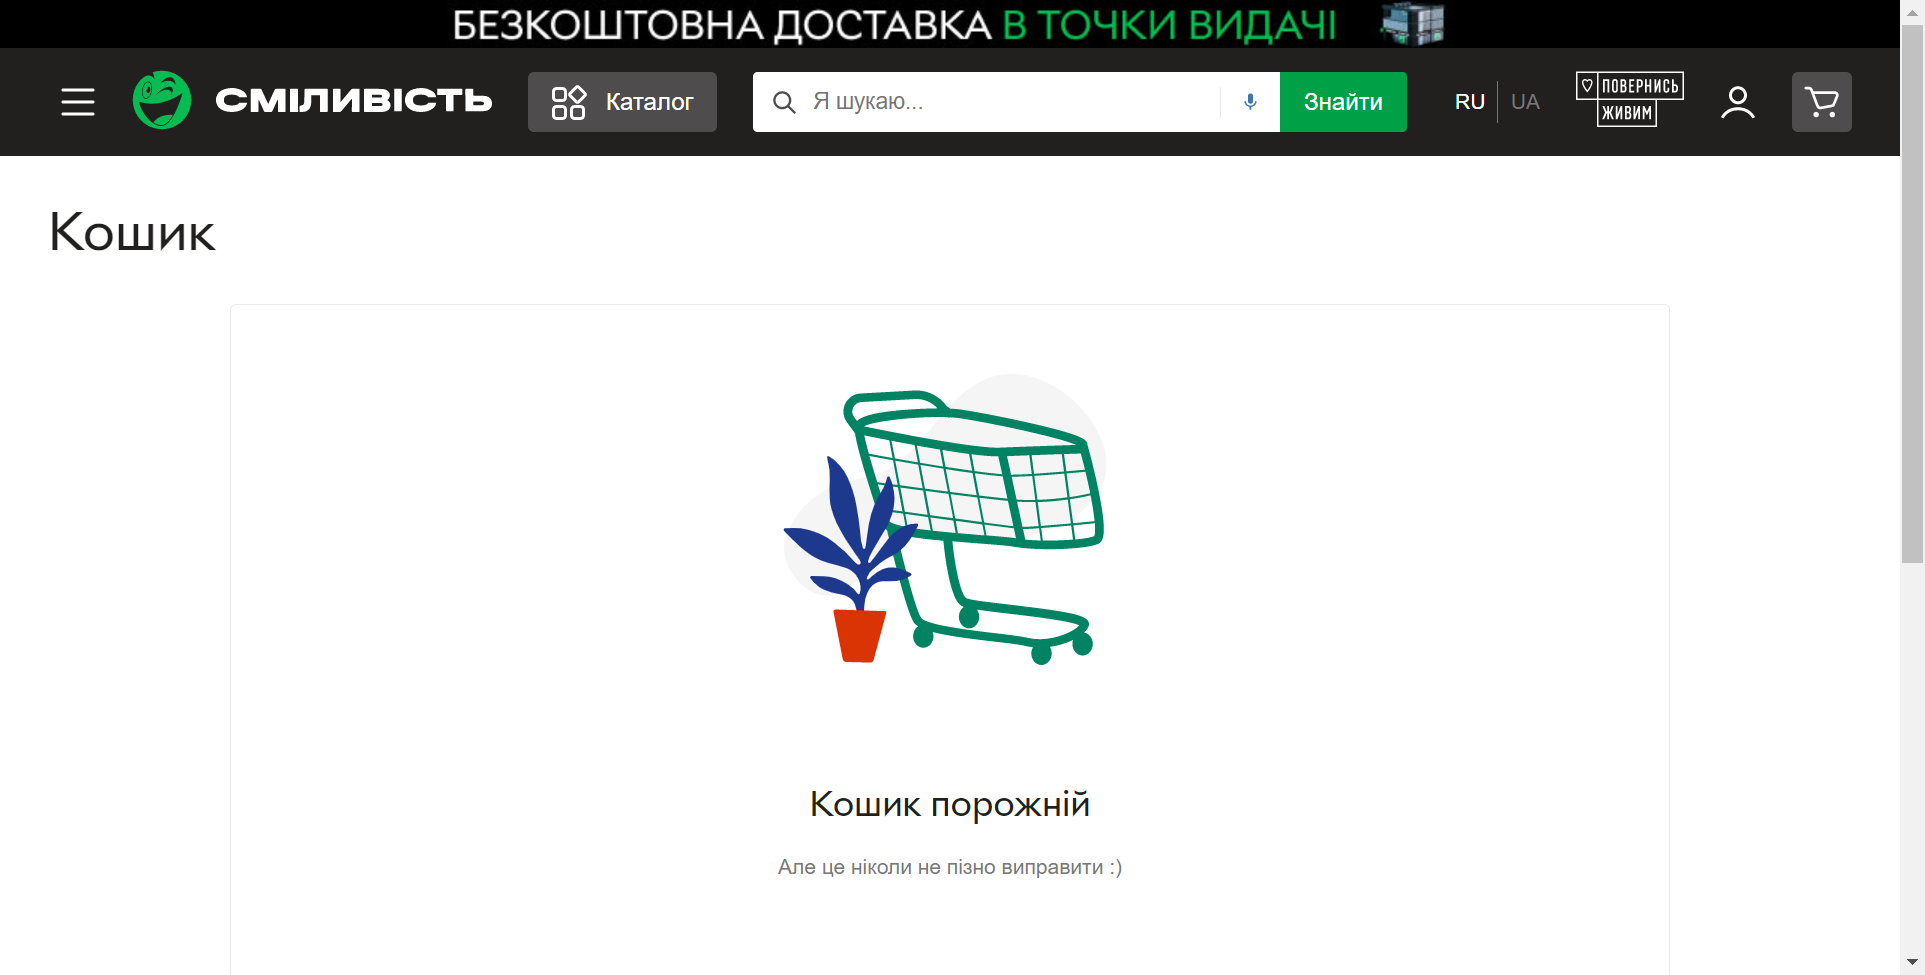 БЕЗКОШТОВНА ДОСТАВКА В ТОЧКИ ВИДАЧІ
СМІЛИВІСТЬ
Каталог
Я шукаю...
Знайти
RU
UA
ПОВЕРНИСЬ
ЖИВИМ
Кошик
Кошик порожній
Але це ніколи не пізно виправити :)